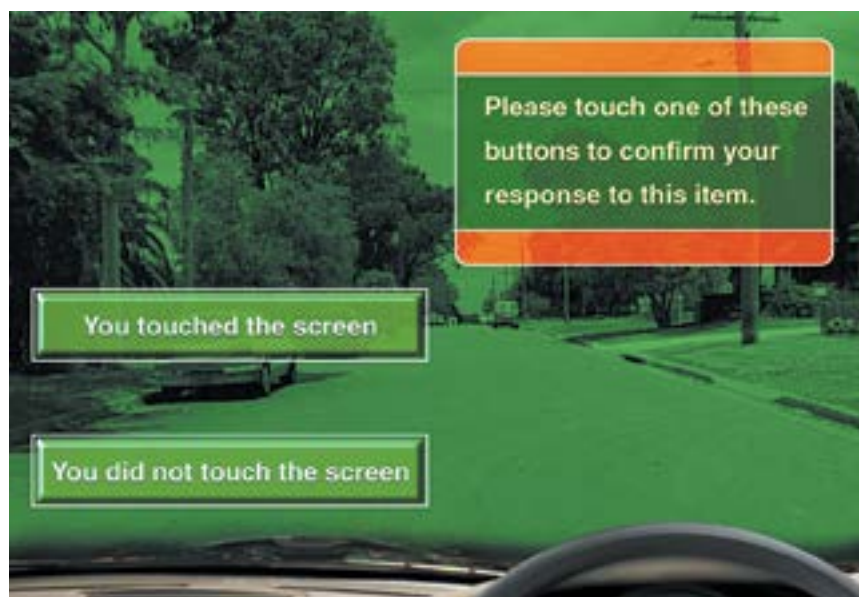 Please touch one of these
buttons to confirm your
response to this item.
You touched the screen
You did not touch the screen